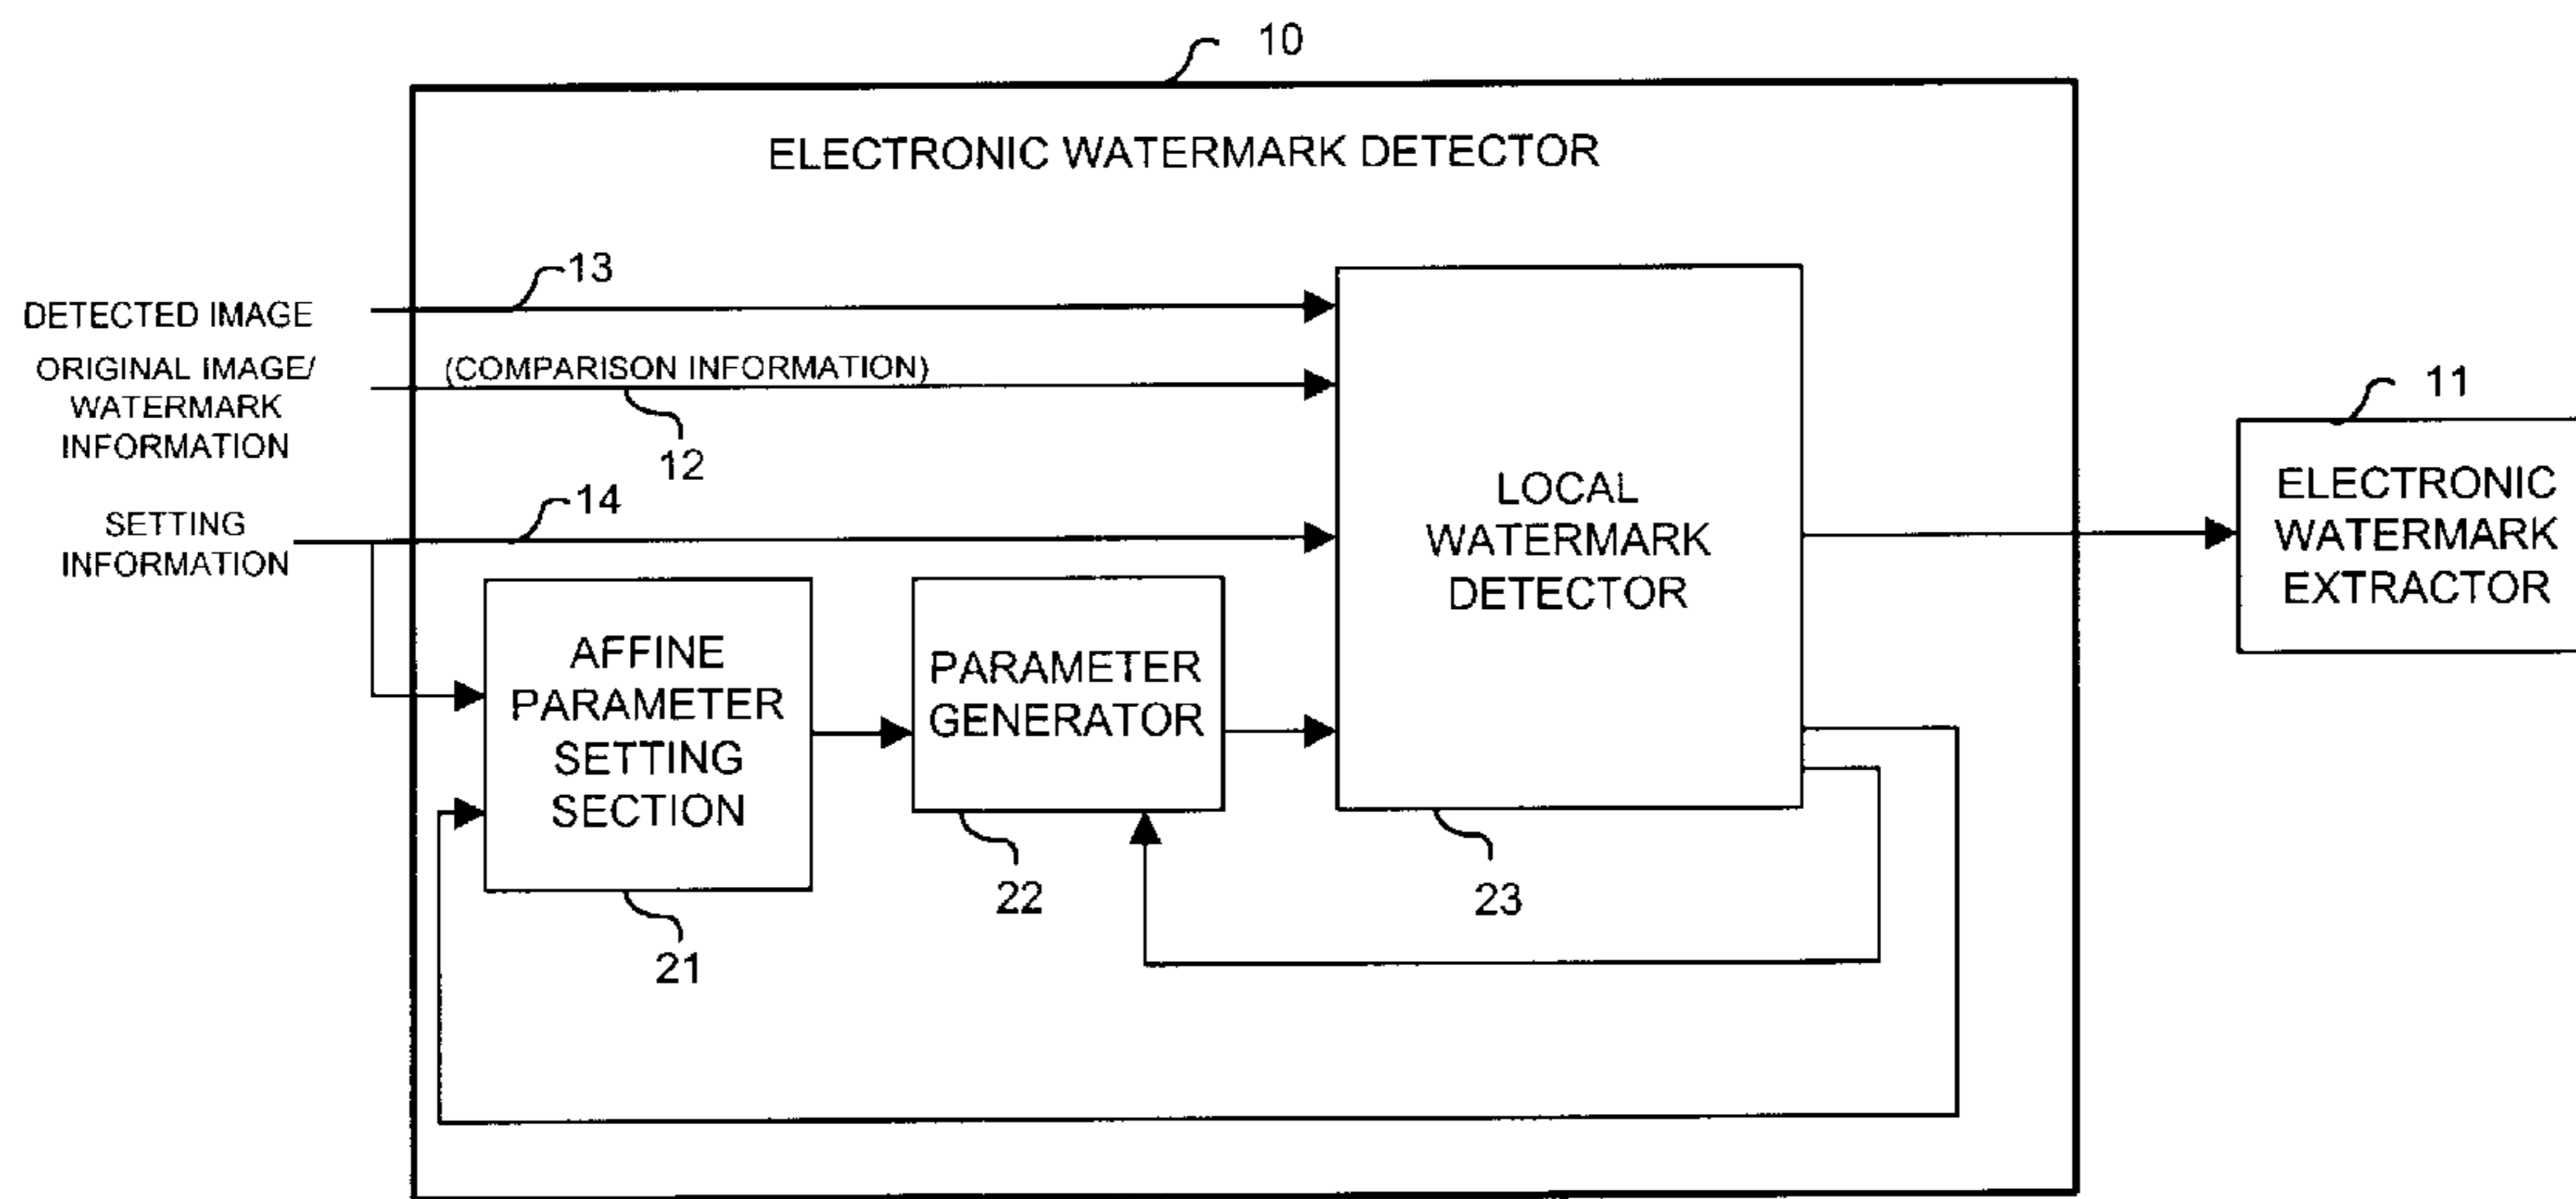 10
ELECTRONIC WATERMARK DETECTOR
13
DETECTED IMAGE
ORIGINAL IMAGE/
WATERMARK
INFORMATION
(COMPARISON INFORMATION)
12
14
SETTING
INFORMATION
AFFINE
PARAMETER
SETTING
SECTION
21
PARAMETER
GENERATOR
22
LOCAL
WATERMARK
DETECTOR
23
11
ELECTRONIC
WATERMARK
EXTRACTOR